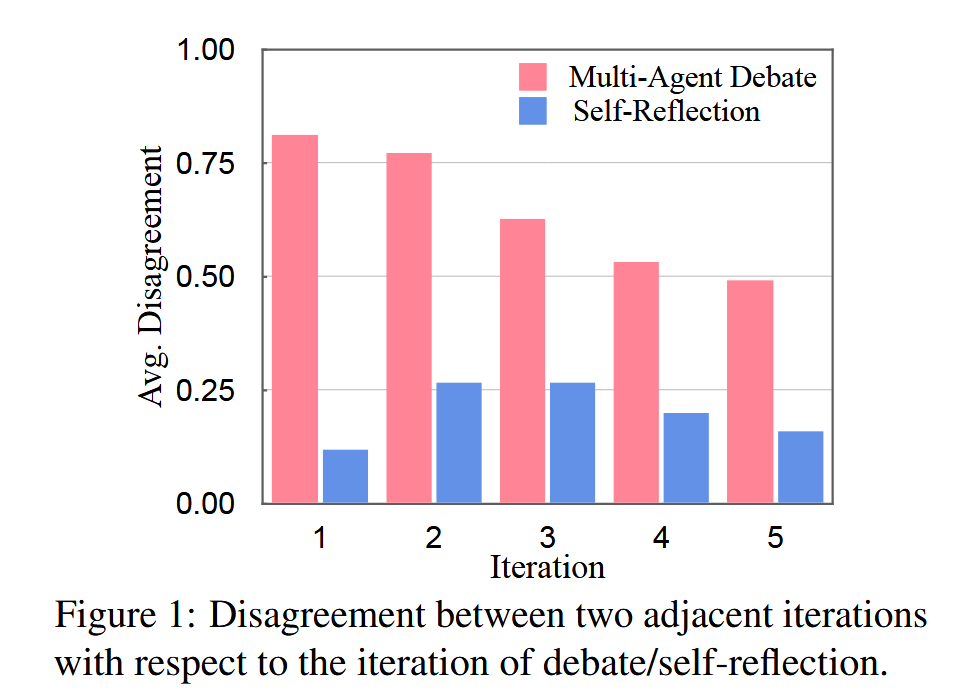 1.00
Multi-Agent Debate
Self-Reflection
0.75
0.50
0.25
0.00
Avg. Disagreement
1 2 3 4 5
Iteration
Figure 1: Disagreement between two adjacent iterations
with respect to the iteration of debate/self-reflection.